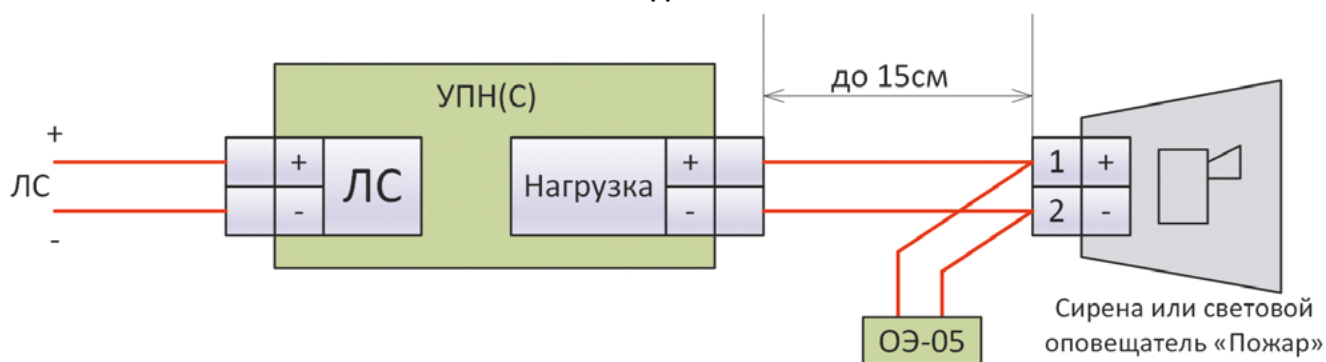 УПН(С)
до 15см
+
ЛС
-
+
-
ЛС
Нагрузка
+
-
1
+
2
-
ОЭ-05
Сирена или световой
оповещатель «Пожар»